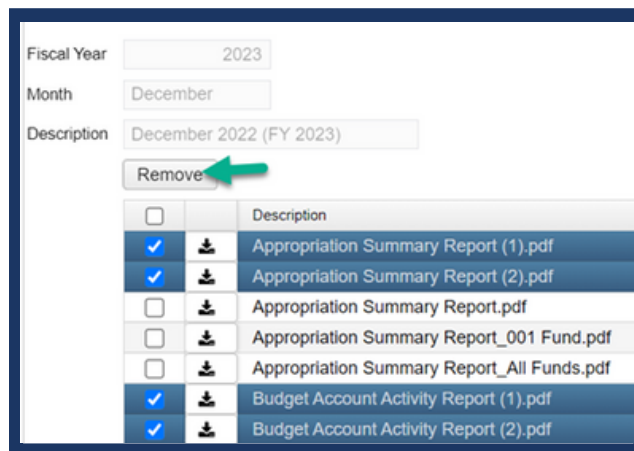 Fiscal Year 2023
Month December
Description December 2022 (FY 2023)
Remove
Description
Appropriation Summary Report (1).pdf
Appropriation Summary Report (2).pdf
Appropriation Summary Report.pdf
Appropriation Summary Report_001 Fund.pdf
Appropriation Summary Report_All Funds.pdf
Budget Account Activity Report (1).pdf
Budget Account Activity Report (2).pdf